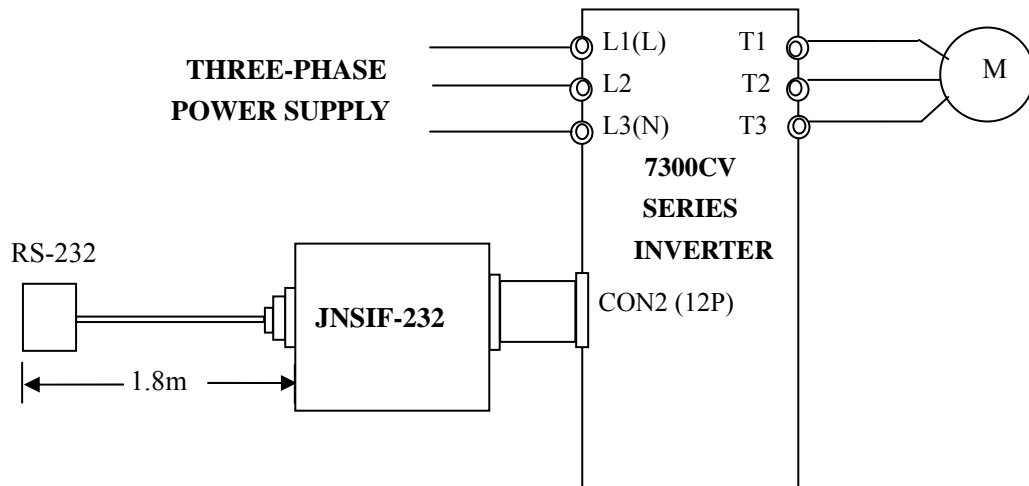 L1(L)
T1
THREE-PHASE
POWER SUPPLY
L2
T2
M
L3(N)
T3
7300CV
SERIES
INVERTER
RS-232
JNSIF-232
CON2 (12P)
1.8m